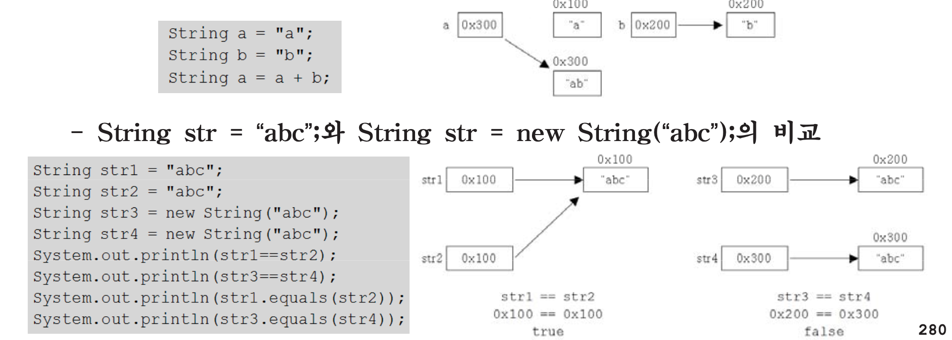 String a = "a";
String b = "b";
String a = a + b;
a 0x300
0x100
"a"
b 0x200
0x200
"b"
0x300
"ab"
- String str = “abc”;와 String str = new String(“abc”);의 비교
String str1 = "abc";
String str2 = "abc";
String str3 = new String("abc");
String str4 = new String("abc");
System.out.println(str1==str2);
System.out.println(str3==str4);
System.out.println(str1.equals(str2));
System.out.println(str3.equals(str4));
str1 0x100
0x100
"abc"
str2 0x100
str1 == str2
0x100 == 0x100
true
str3 0x200
0x200
"abc"
str4 0x300
0x300
"abc"
str3 == str4
0x200 == 0x300
false
280